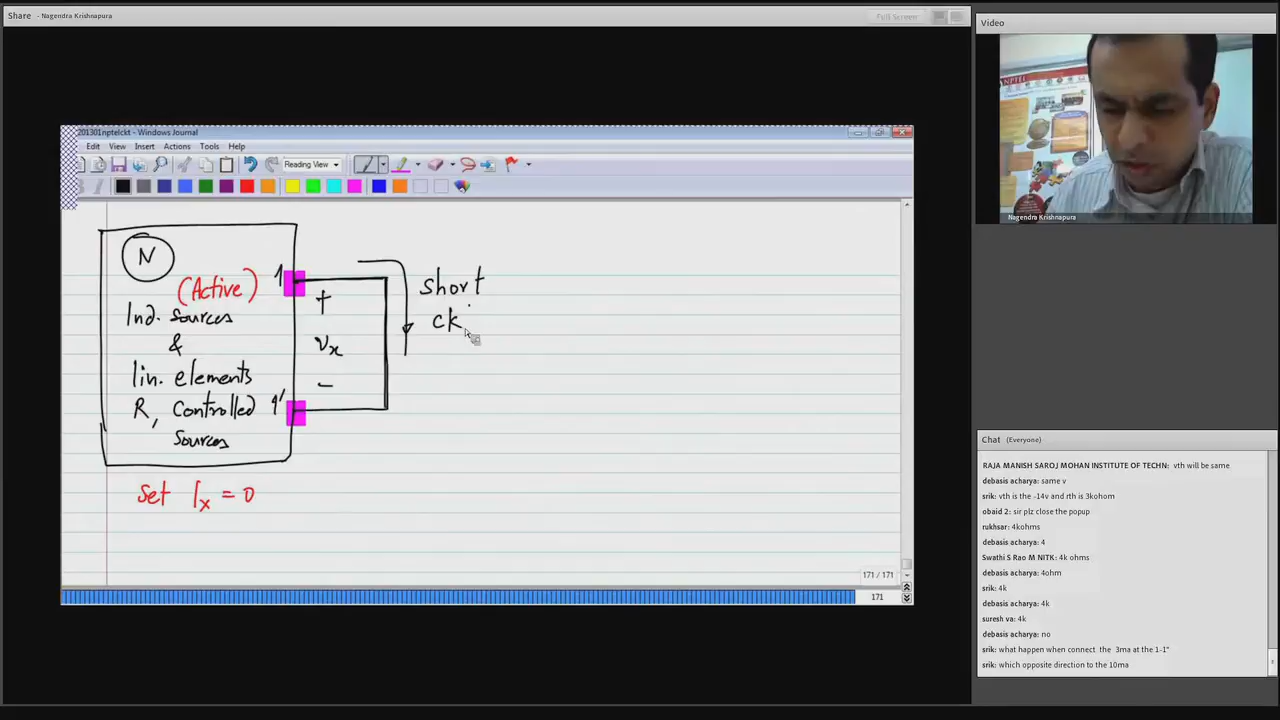 Share - Nagendra Krishnapura
Full Screen
Video
NPTEL
Nagendra Krishnapura
201301nptelckt - Windows Journal
Edit View Insert Actions Tools Help
Reading View
N
(Active)
Ind. sources
&
lin. elements
R, Controlled
sources
1
1'
+
vx
-
short
ck
Set Ix = 0
171 / 171
171
Chat (Everyone)
RAJA MANISH SAROJ MOHAN INSTITUTE OF TECHN: vth will be same
debasis acharya: same v
srik: vth is the -14v and rth is 3kohom
obaid 2: sir plz close the popup
rukhsar: 4kohms
debasis acharya: 4
Swathi S Rao M NITK: 4k ohms
debasis acharya: 4ohm
srik: 4k
debasis acharya: 4k
suresh va: 4k
debasis acharya: no
srik: what happen when connect the 3ma at the 1-1"
srik: which opposite direction to the 10ma